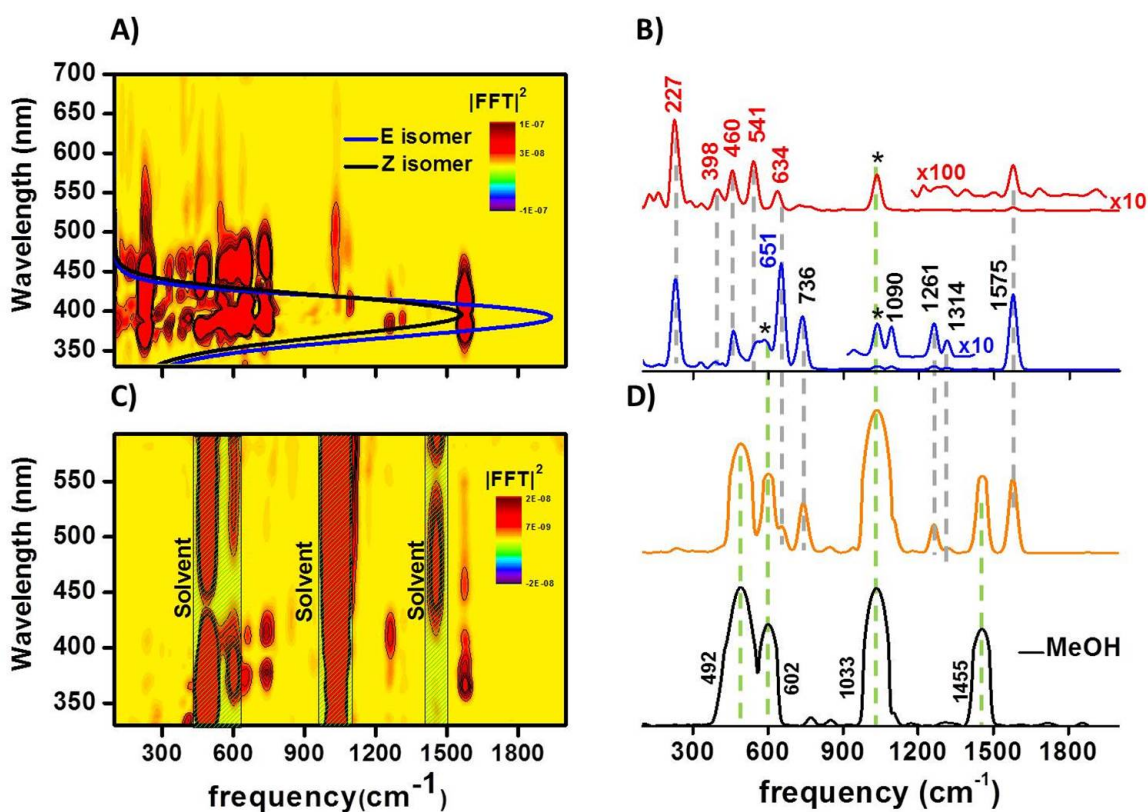 A)
Wavelength (nm)
700
650
600
550
500
450
400
350
|FFT|²
1E-07
3E-08
-1E-07
E isomer
Z isomer
B)
227
398
460
541
634
*
x100
x10
651
736
*
*
1090
1261
1314
x10
1575
C)
Wavelength (nm)
550
500
450
400
350
Solvent
Solvent
Solvent
|FFT|²
2E-08
7E-09
-2E-08
300 600 900 1200 1500 1800
frequency(cm⁻¹)
D)
492
602
1033
1455
MeOH
300 600 900 1200 1500 1800
frequency (cm⁻¹)